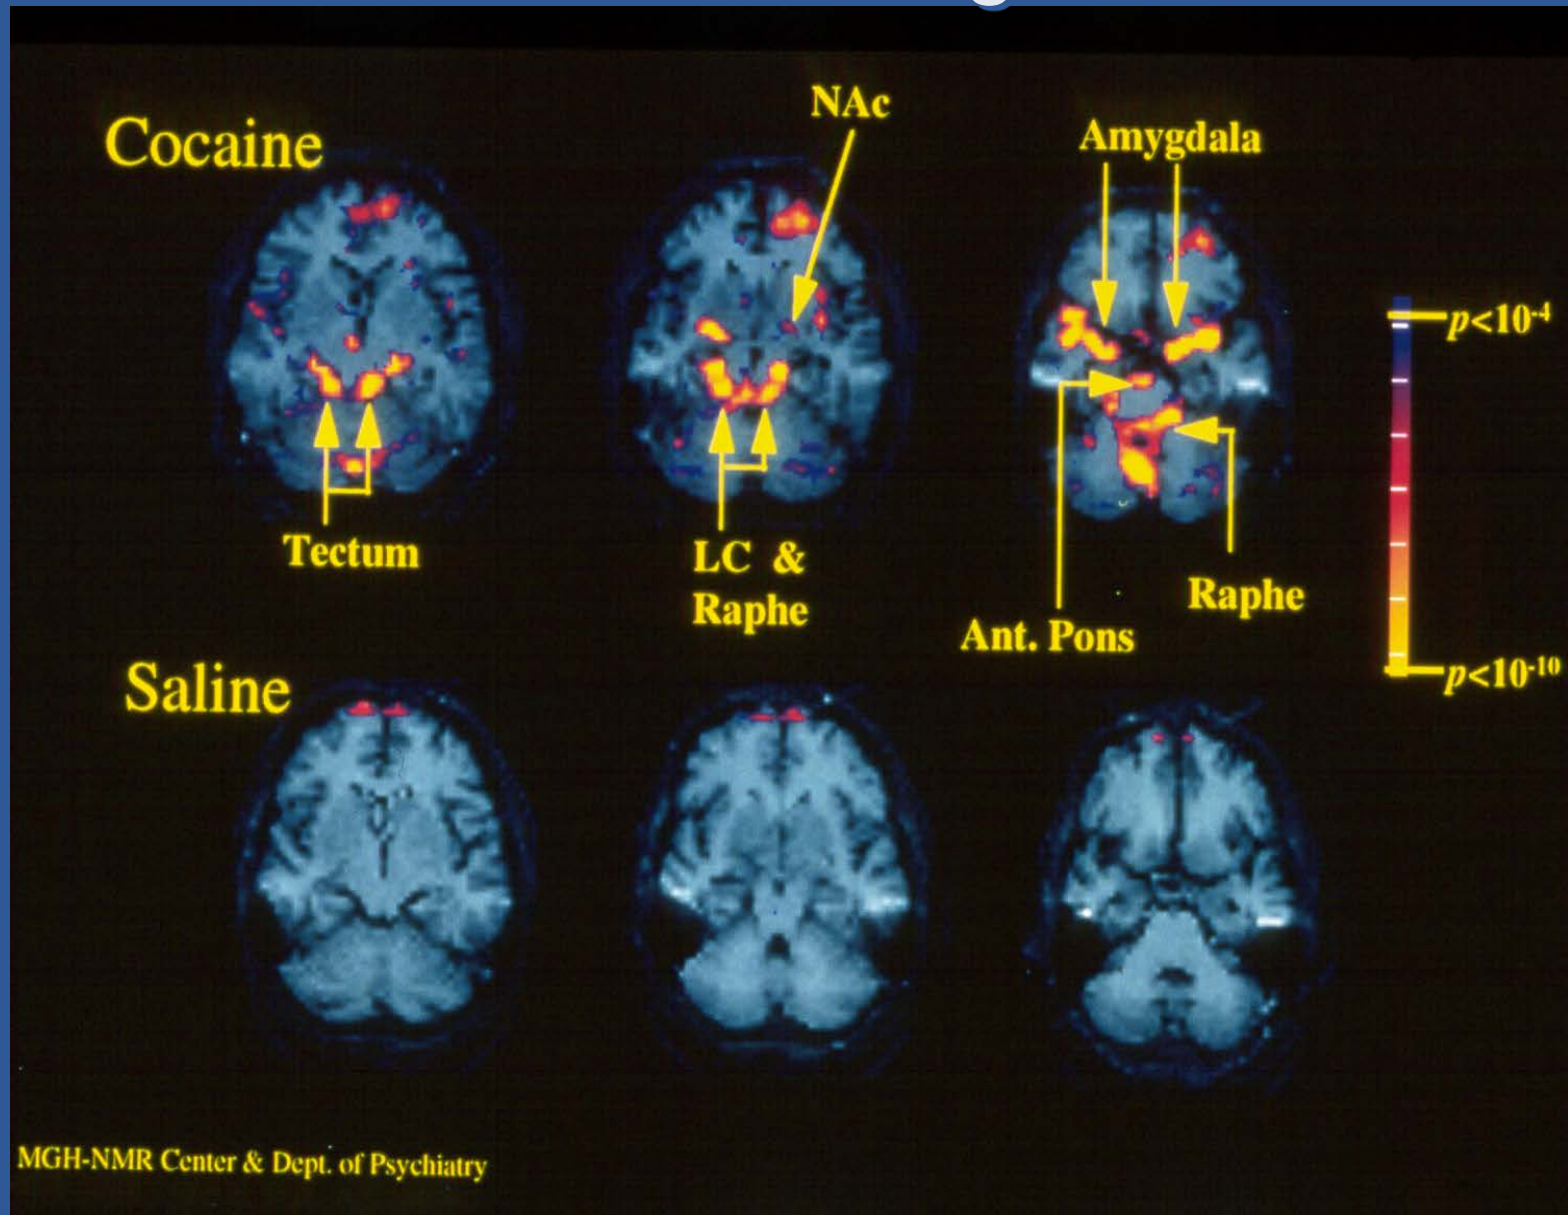 Cocaine
NAc
Amygdala
p<10-4
Tectum
LC &
Raphe
Ant. Pons
Raphe
p<10-10
Saline
MGH-NMR Center & Dept. of Psychiatry